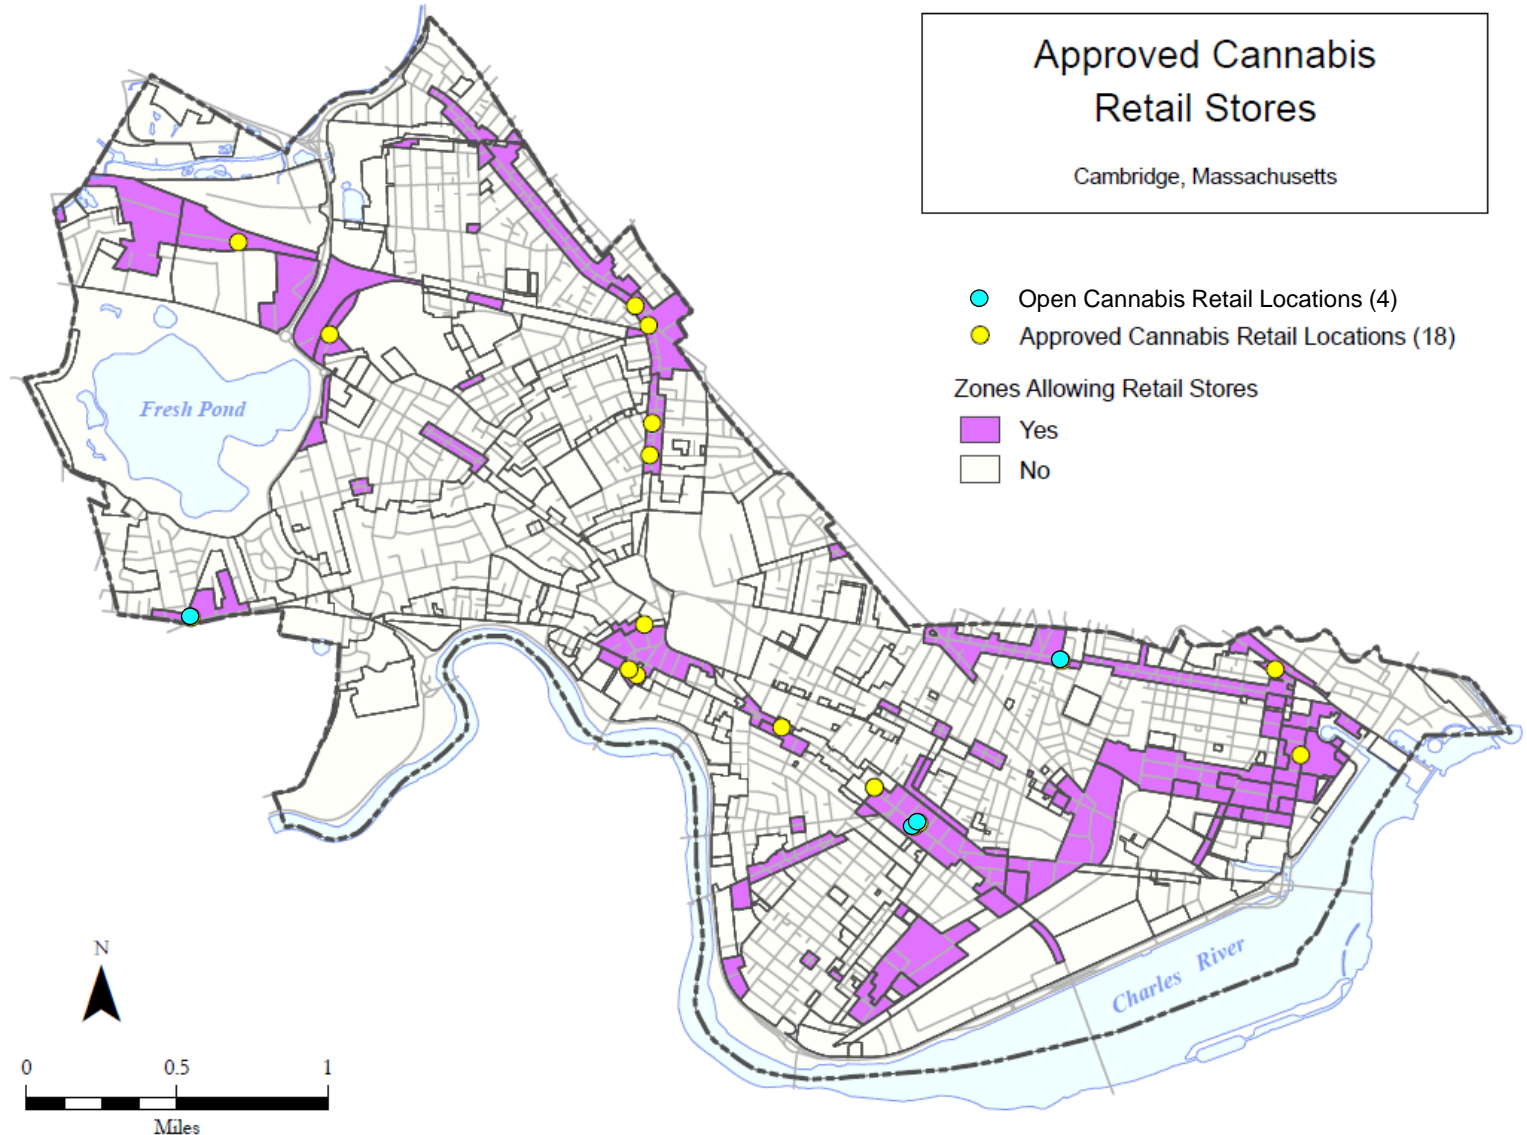 Approved Cannabis
Retail Stores
Cambridge, Massachusetts
Open Cannabis Retail Locations (4)
Approved Cannabis Retail Locations (18)
Zones Allowing Retail Stores
Yes
No
Fresh Pond
Charles River
N
0 0.5 1
Miles